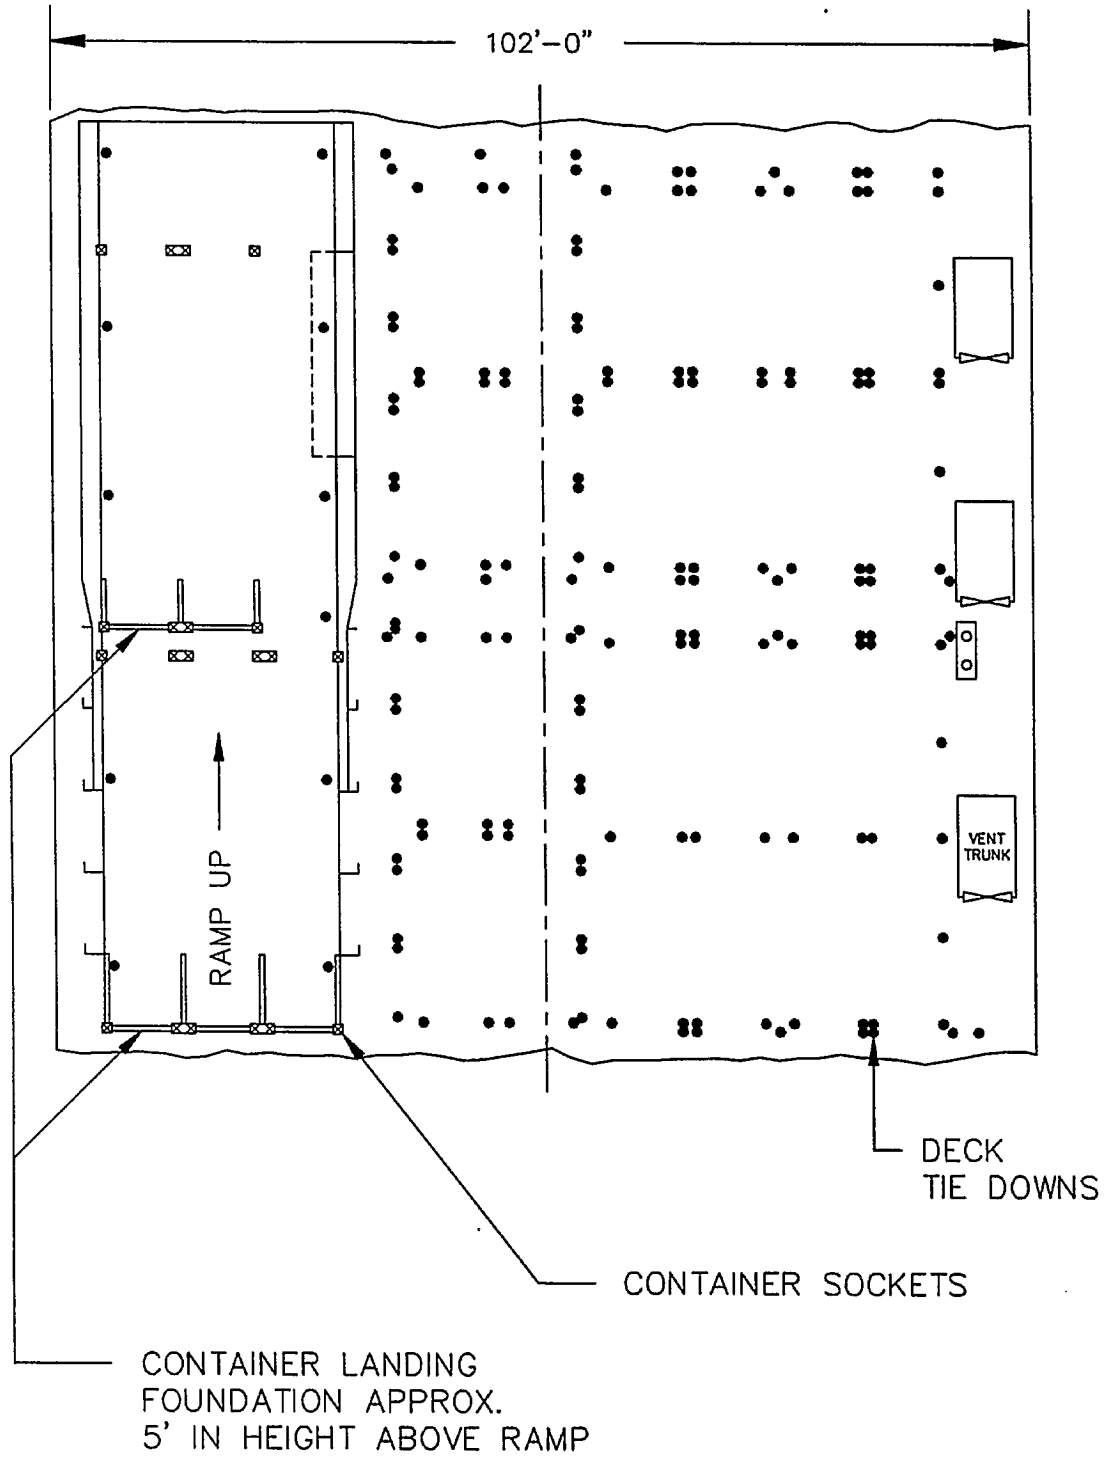 102'-0"
RAMP UP
VENT
TRUNK
DECK
TIE DOWNS
CONTAINER SOCKETS
CONTAINER LANDING
FOUNDATION APPROX.
5' IN HEIGHT ABOVE RAMP